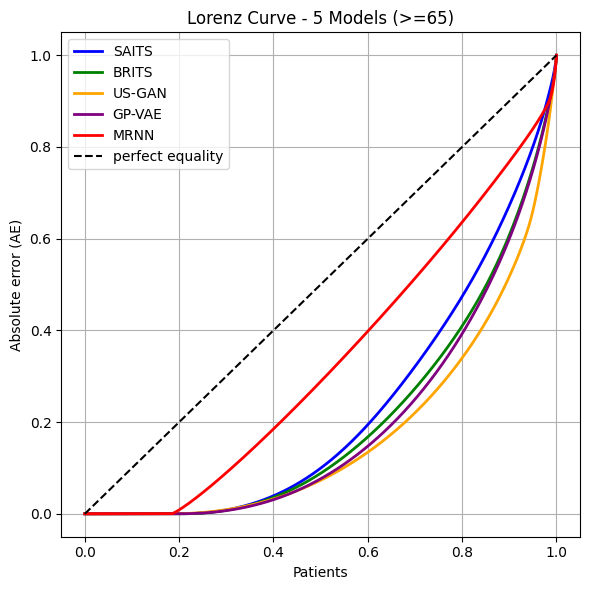 Lorenz Curve - 5 Models (>=65)
SAITS
BRITS
US-GAN
GP-VAE
MRNN
perfect equality
Absolute error (AE)
1.0
0.8
0.6
0.4
0.2
0.0
0.0 0.2 0.4 0.6 0.8 1.0
Patients